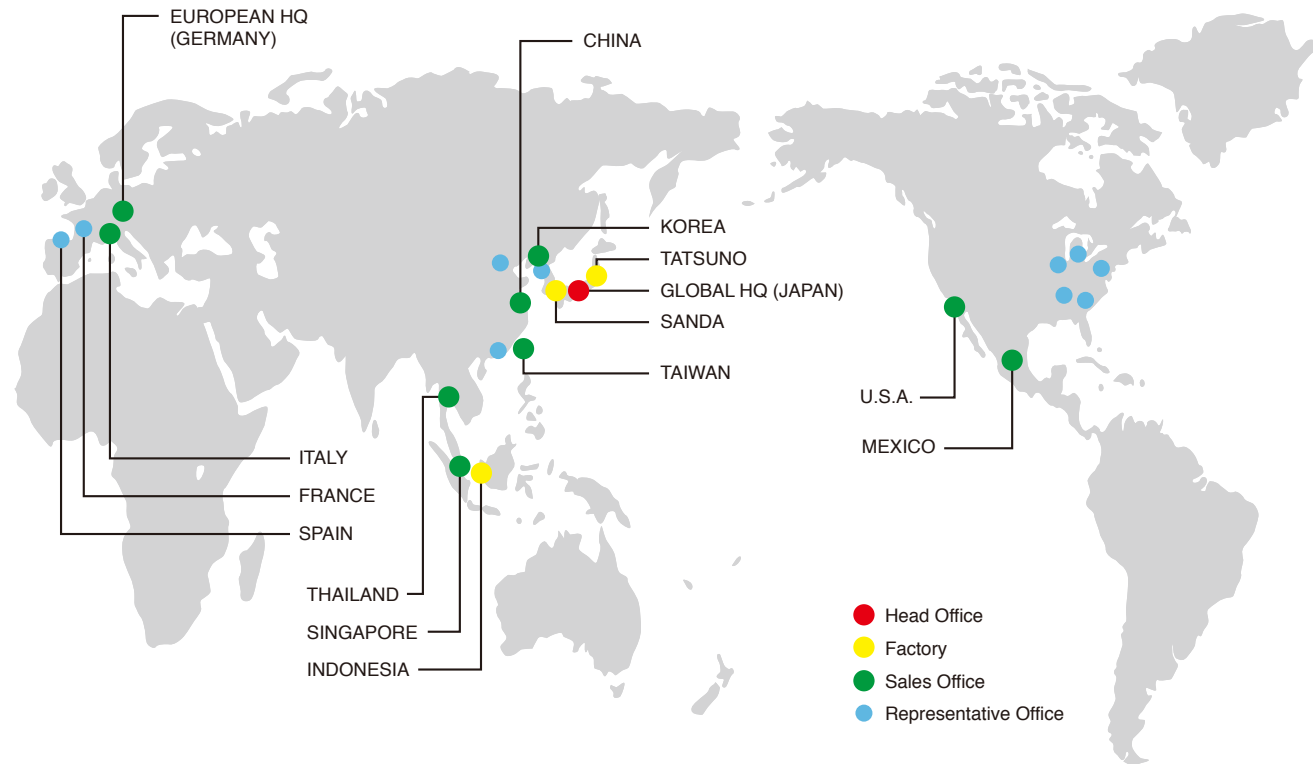 EUROPEAN HQ
(GERMANY)
CHINA
KOREA
TATSUNO
GLOBAL HQ (JAPAN)
SANDA
TAIWAN
U.S.A.
MEXICO
ITALY
FRANCE
SPAIN
THAILAND
SINGAPORE
INDONESIA
Head Office
Factory
Sales Office
Representative Office